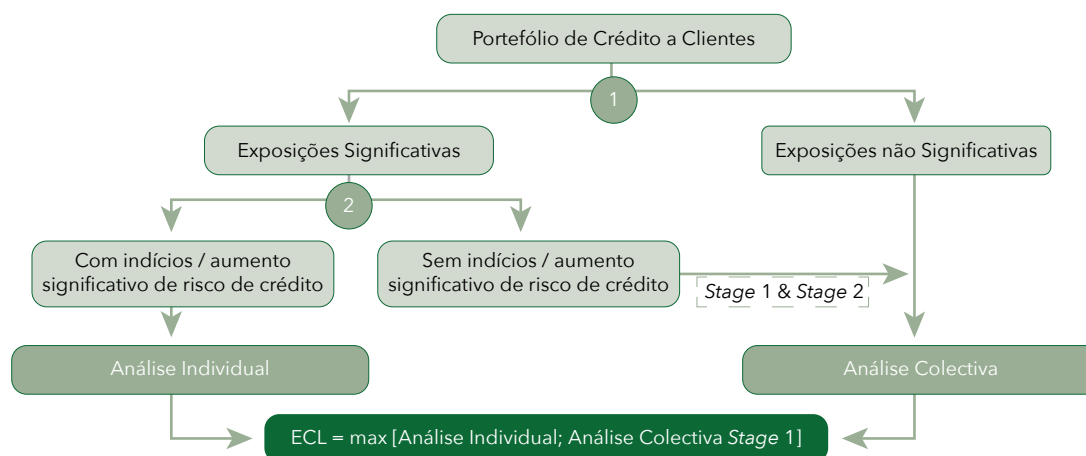 Portefólio de Crédito a Clientes
1
Exposições Significativas
Exposições não Significativas
2
Com indícios / aumento
significativo de risco de crédito
Sem indícios / aumento
significativo de risco de crédito
Stage 1 & Stage 2
Análise Individual
Análise Colectiva
ECL = max [Análise Individual; Análise Colectiva Stage 1]